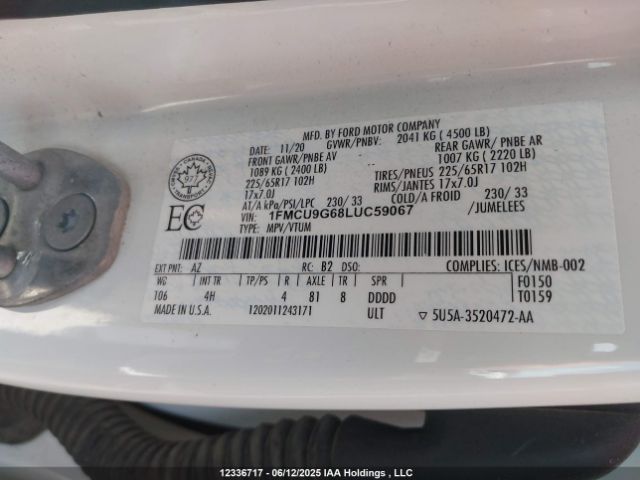 MFD. BY FORD MOTOR COMPANY
DATE: 11/20 GVWR/PNBV: 2041 KG ( 4500 LB)
FRONT GAWR/PNBE AV REAR GAWR/ PNBE AR
1089 KG ( 2400 LB) 1007 KG ( 2220 LB)
225/65R17 102H TIRES/PNEUS 225/65R17 102H
17x7.0J RIMS/JANTES 17x7.0J
AT/A kPa/PSI/LPC 230/ 33 COLD/A FROID 230/ 33
VIN: 1FMCU9G68LUC59067 /JUMELEES
TYPE: MPV/VTUM
CANADA
977
EC
EXT PNT: AZ RC: B2 DSO: COMPLIES: ICES/NMB-002
WB INT TR TP/PS R AXLE TR SPR F0150
106 4H 4 81 8 DDDD T0159
MADE IN U.S.A. 1202011243171 ULT ▽ 5U5A-3520472-AA
12336717 - 06/12/2025 IAA Holdings , LLC